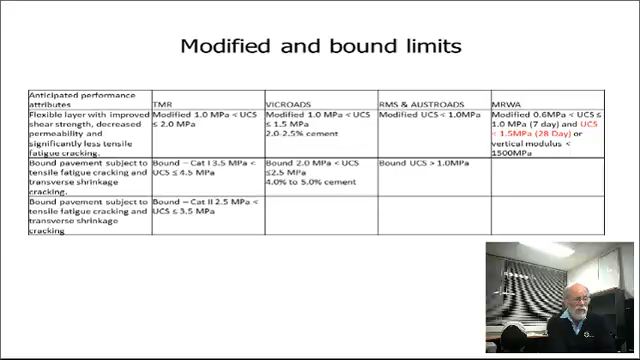 Modified and bound limits
Anticipated performance
attributes
TMR
VICROADS
RMS & AUSTROADS
MRWA
Flexible layer with improved
shear strength, decreased
permeability and
significantly less tensile
fatigue cracking.
Modified 1.0 MPa < UCS
≤ 2.0 MPa
Modified 1.0 MPa < UCS
≤ 1.5 MPa
2.0-2.5% cement
Modified UCS < 1.0MPa
Modified 0.6MPa < UCS ≤
1.0 MPa (7 day) and UCS
< 1.5MPa (28 Day) or
vertical modulus <
1500MPa
Bound pavement subject to
tensile fatigue cracking and
transverse shrinkage
cracking.
Bound – Cat I 3.5 MPa <
UCS ≤ 4.5 MPa
Bound 2.0 MPa < UCS
≤2.5 MPa
4.0% to 5.0% cement
Bound UCS > 1.0MPa
Bound pavement subject to
tensile fatigue cracking and
transverse shrinkage
cracking
Bound – Cat II 2.5 MPa <
UCS ≤ 3.5 MPa